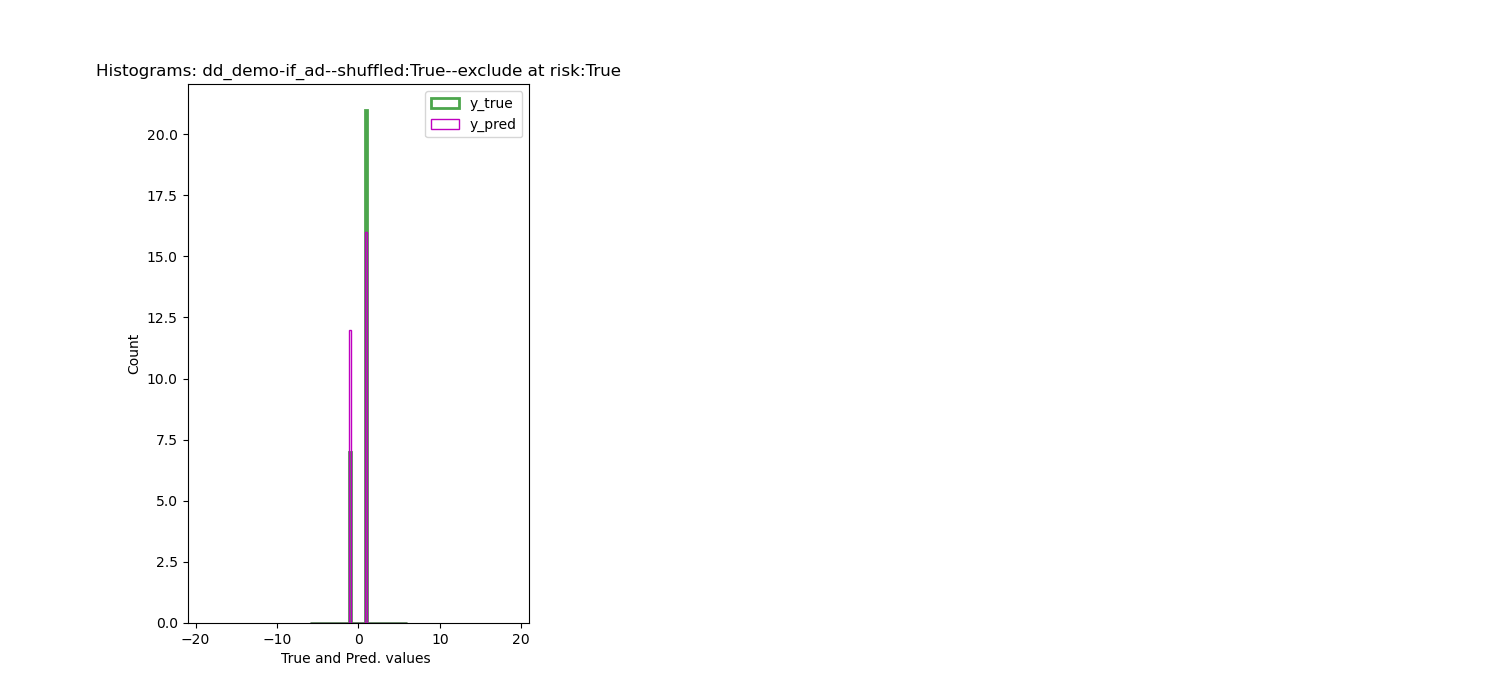 Histograms: dd_demo-if_ad--shuffled:True--exclude at risk:True
y_true
y_pred
20.0
17.5
15.0
12.5
10.0
7.5
5.0
2.5
0.0
Count
−20 −10 0 10 20
True and Pred. values